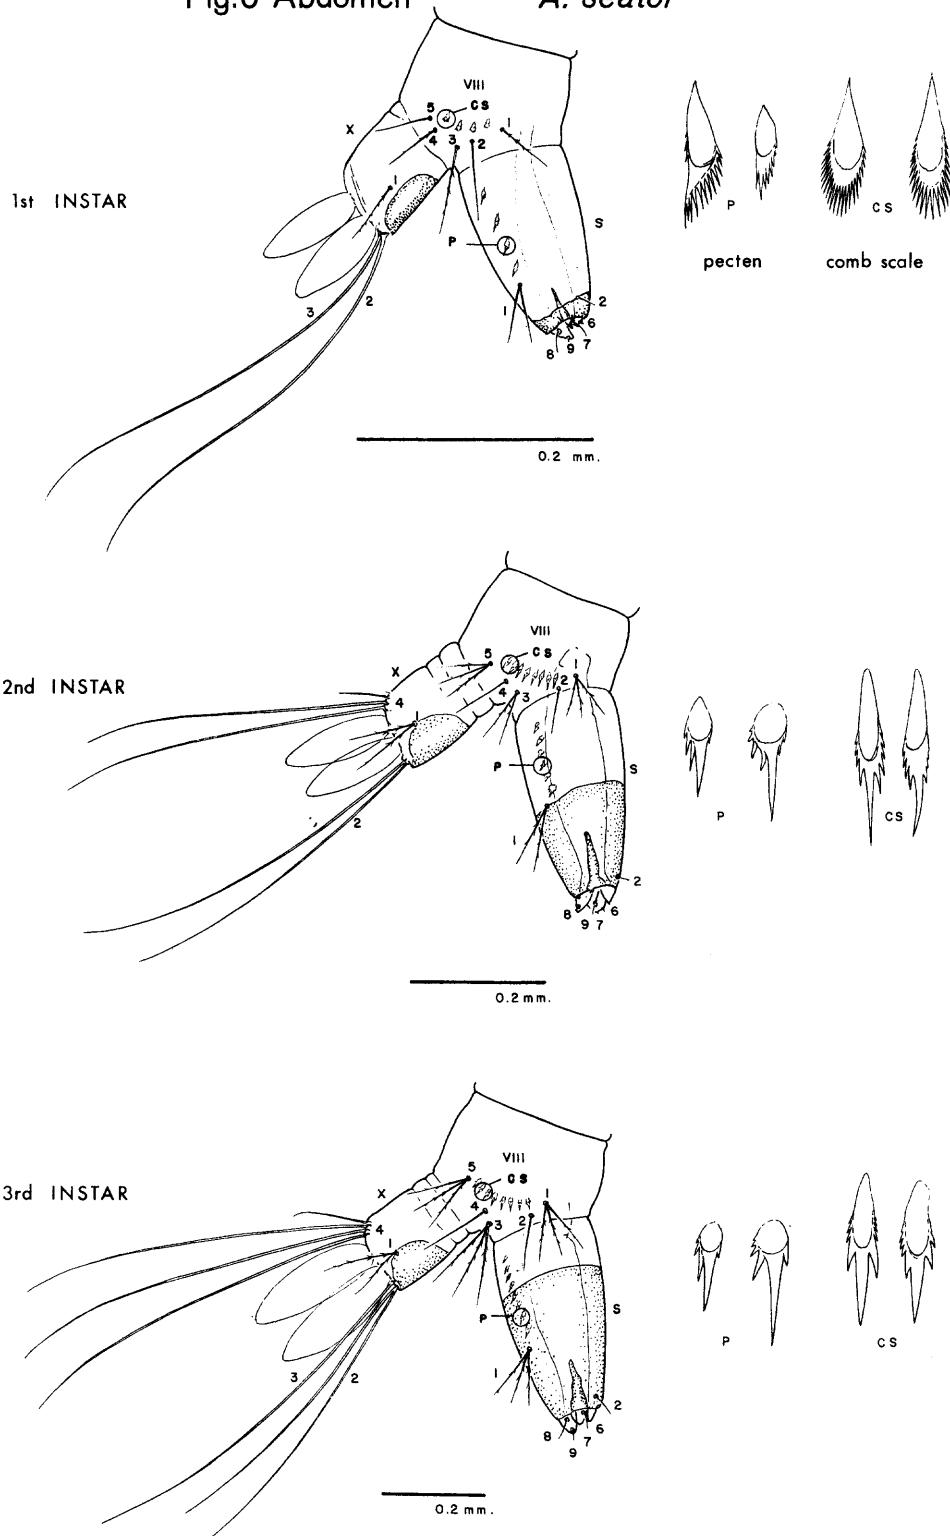 Fig.6 Abdomen A. scutor
VIII
5 CS
X 4 3 2 1
1
1st INSTAR
S
P
P CS
pecten comb scale
3 2
1 2
6
8 9 7
0.2 mm.
VIII
5 CS
X 4 3 2 1
2nd INSTAR
4 1
P S
P CS
2
1
2
8 9 7 6
0.2 mm.
VIII
5 CS
X 4 3 2 1
3rd INSTAR
4 1
S
P
P CS
3 2
1
2
8 9 7 6
0.2 mm.